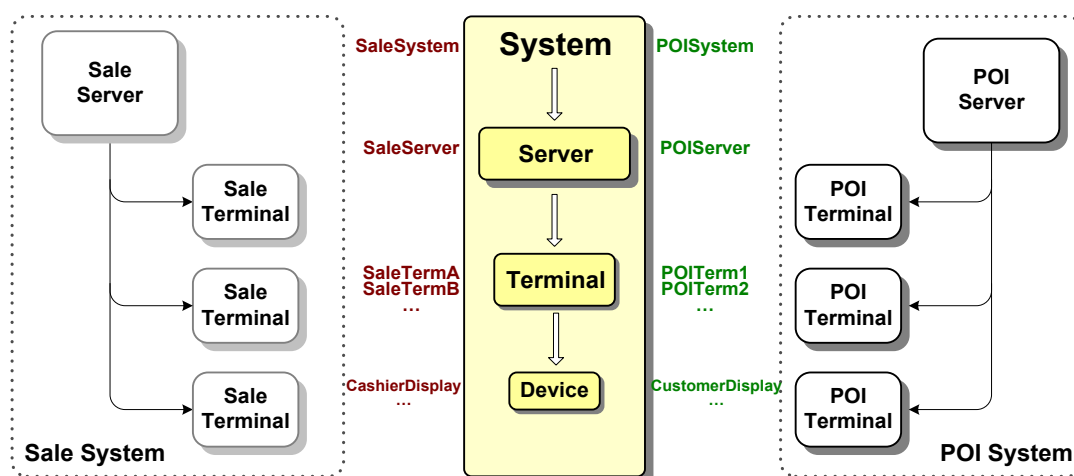 Sale
Server
Sale
Terminal
Sale
Terminal
Sale
Terminal
Sale System
SaleSystem
SaleServer
SaleTermA
SaleTermB
...
CashierDisplay
...
System
Server
Terminal
Device
POISystem
POIServer
POITerm1
POITerm2
...
CustomerDisplay
...
POI
Server
POI
Terminal
POI
Terminal
POI
Terminal
POI System